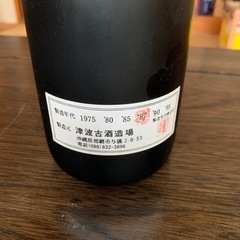 製造年代 1975 '80 '85 '87 '90 '95
製造元 津波古酒造場
沖縄県那覇市与儀2-8-53
電話(098)832-3696